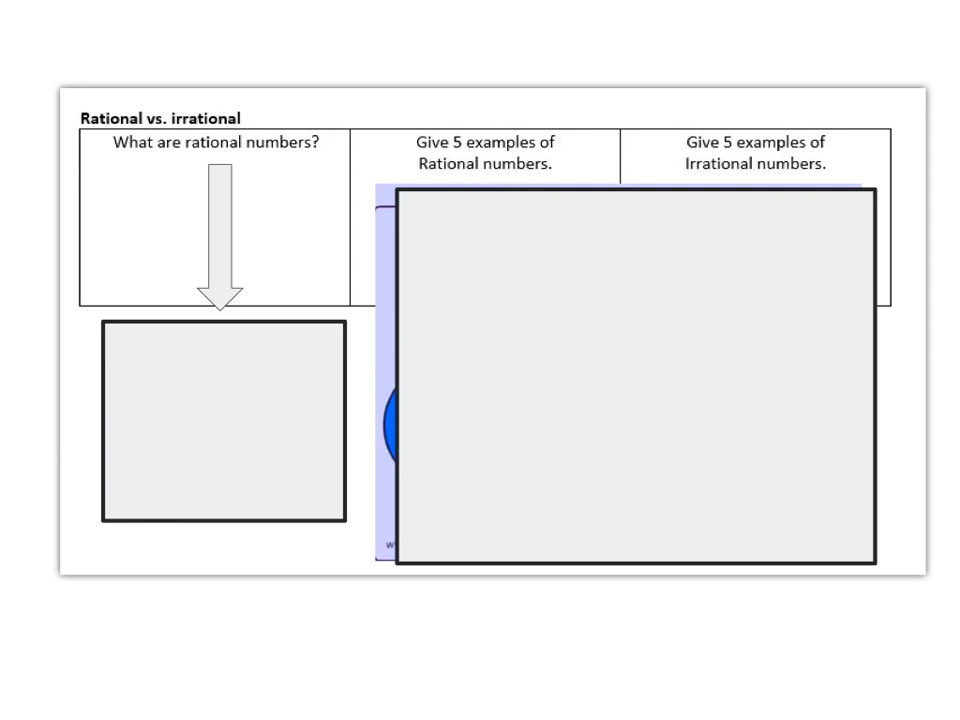 Rational vs. irrational
What are rational numbers?
Give 5 examples of
Rational numbers.
Give 5 examples of
Irrational numbers.